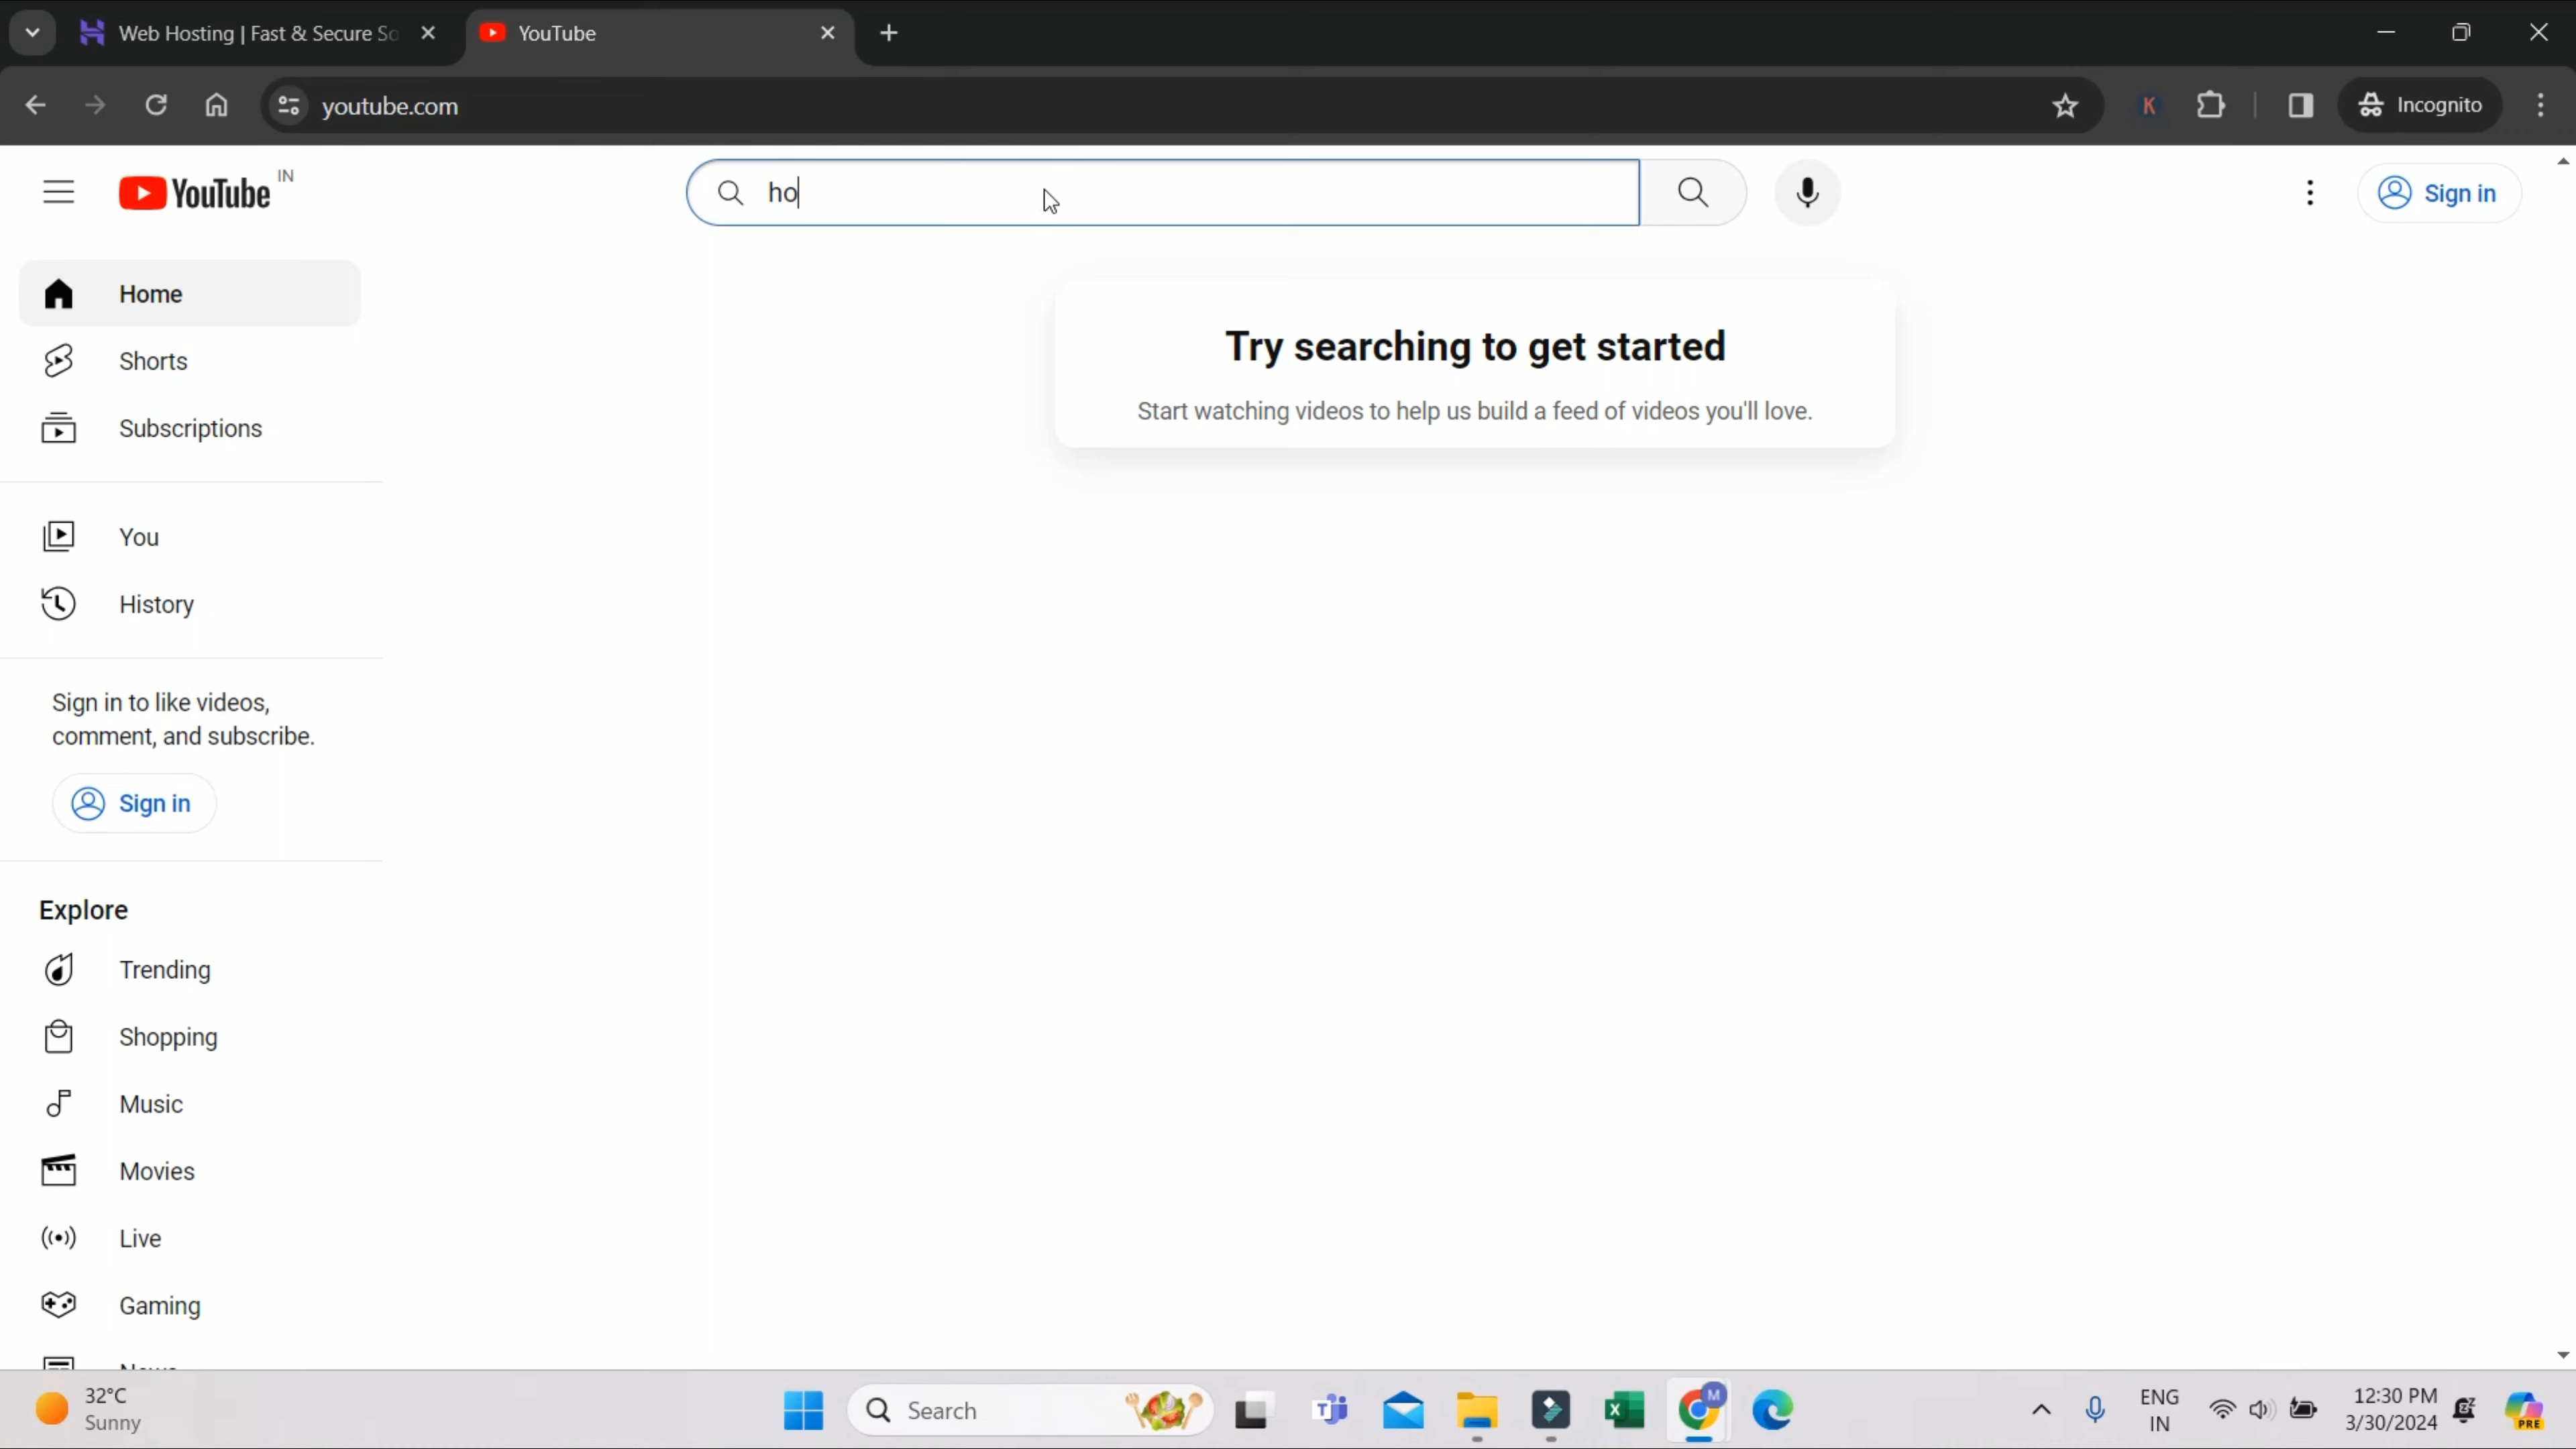 Web Hosting | Fast & Secure So
YouTube
youtube.com
K
Incognito
YouTube IN
ho
Sign in
Home
Shorts
Subscriptions
You
History
Sign in to like videos,
comment, and subscribe.
Sign in
Explore
Trending
Shopping
Music
Movies
Live
Gaming
Try searching to get started
Start watching videos to help us build a feed of videos you'll love.
32°C
Sunny
Search
M
ENG
IN
12:30 PM
3/30/2024
PRE